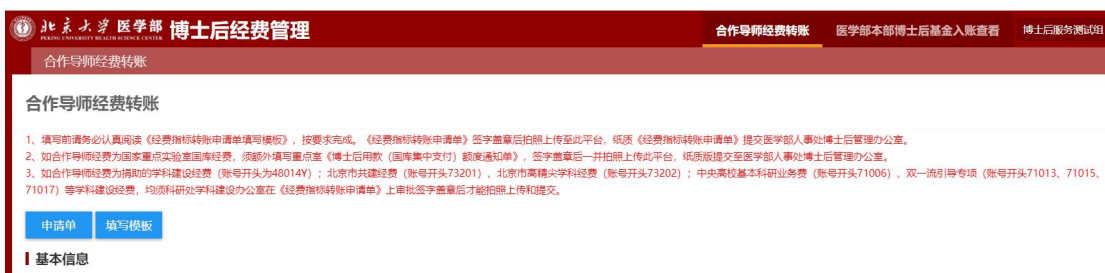 北京大学医学部 博士后经费管理 合作导师经费转账 医学部本部博士后基金入账查看 博士后服务测试组
PEKING UNIVERSITY HEALTH SCIENCE CENTER
合作导师经费转账
合作导师经费转账
1、填写前请务必认真阅读《经费指标转账申请单填写模板》，按要求完成。《经费指标转账申请单》签字盖章后拍照上传至此平台，纸质《经费指标转账申请单》提交医学部人事处博士后管理办公室。
2、如合作导师经费为国家重点实验室国库经费，须额外填写重点室《博士后用款（国库集中支付）额度通知单》，签字盖章后一并拍照上传此平台，纸质版提交至医学部人事处博士后管理办公室。
3、如合作导师经费为捐助的学科建设经费（账号开头为48014Y）；北京市共建经费（账号开头73201）、北京市高精尖学科经费（账号开头73202）；中央高校基本科研业务费（账号开头71006）、双一流引导专项（账号开头71013、71015、
71017）等学科建设经费，均须科研处学科建设办公室在《经费指标转账申请单》上审批签字盖章后才能拍照上传和提交。
申请单 填写模板
基本信息